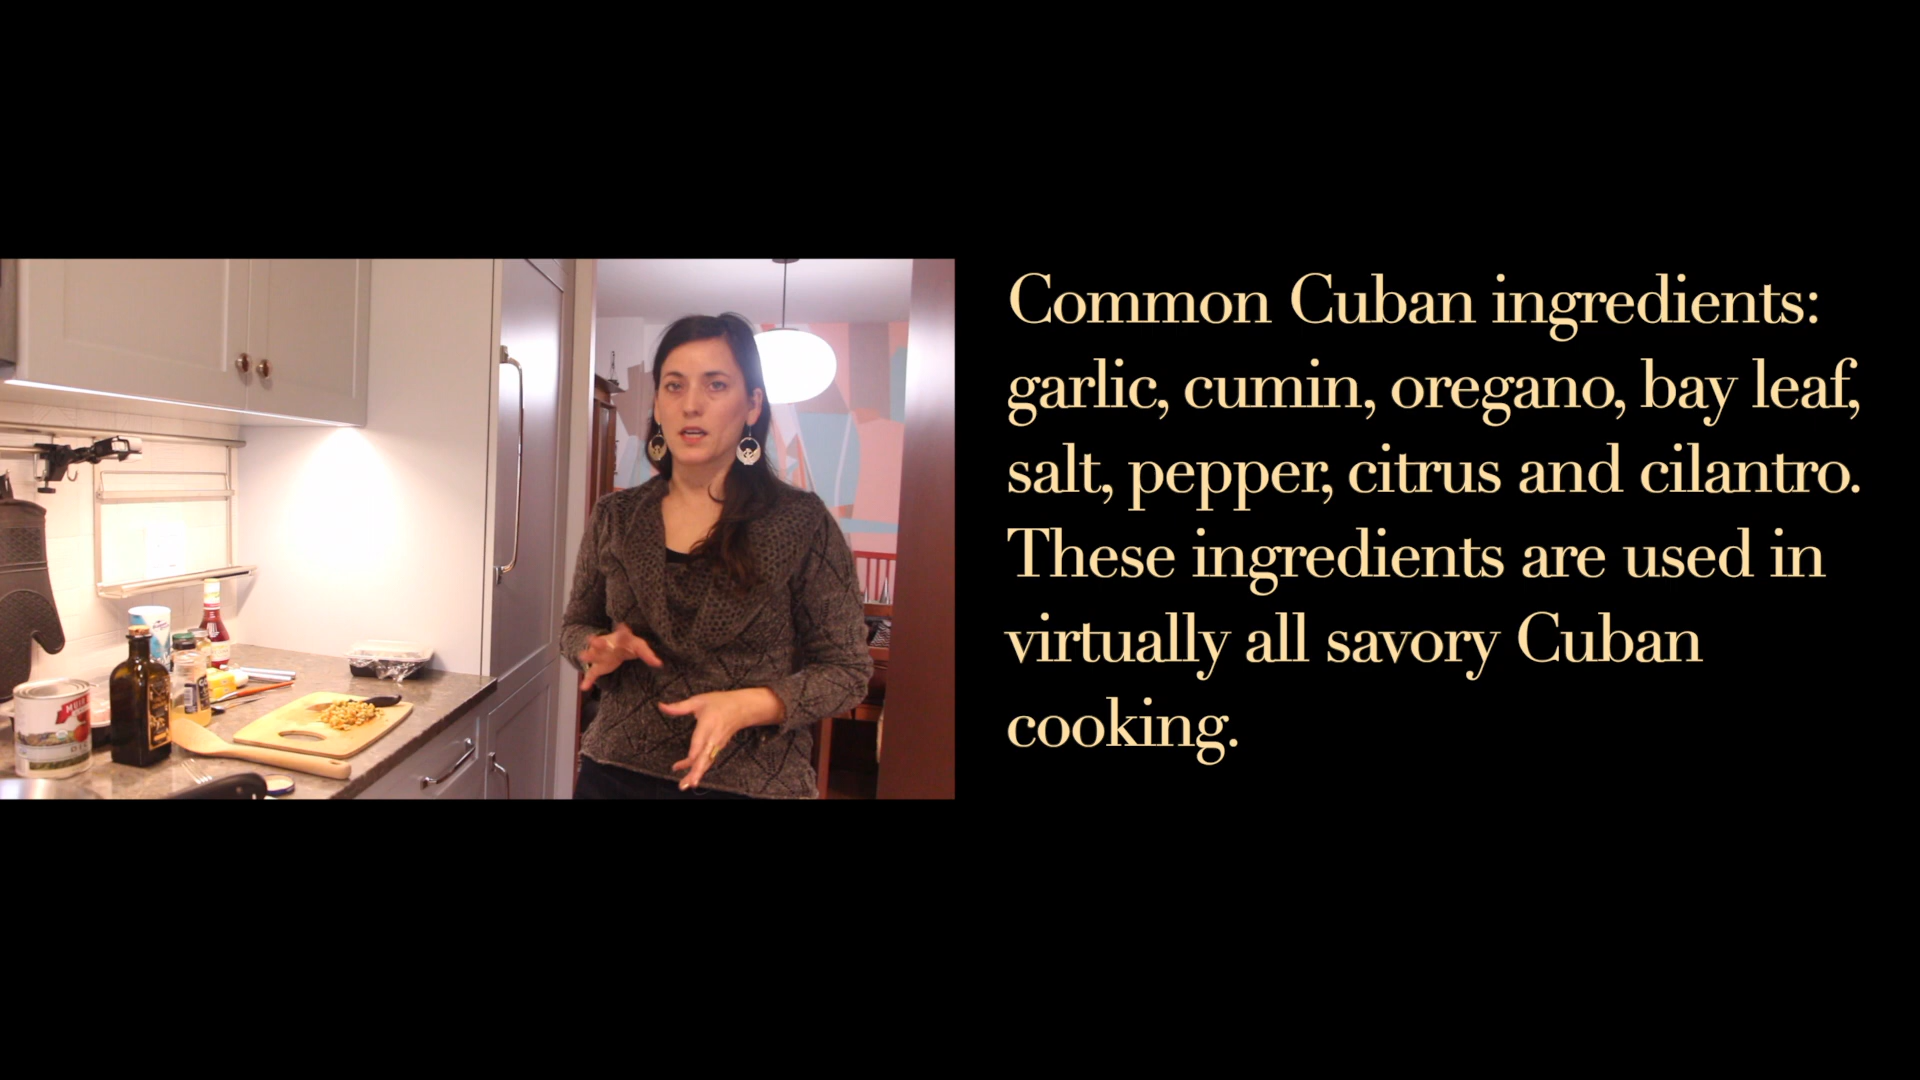 Common Cuban ingredients:
garlic, cumin, oregano, bay leaf,
salt, pepper, citrus and cilantro.
These ingredients are used in
virtually all savory Cuban
cooking.
MUIR